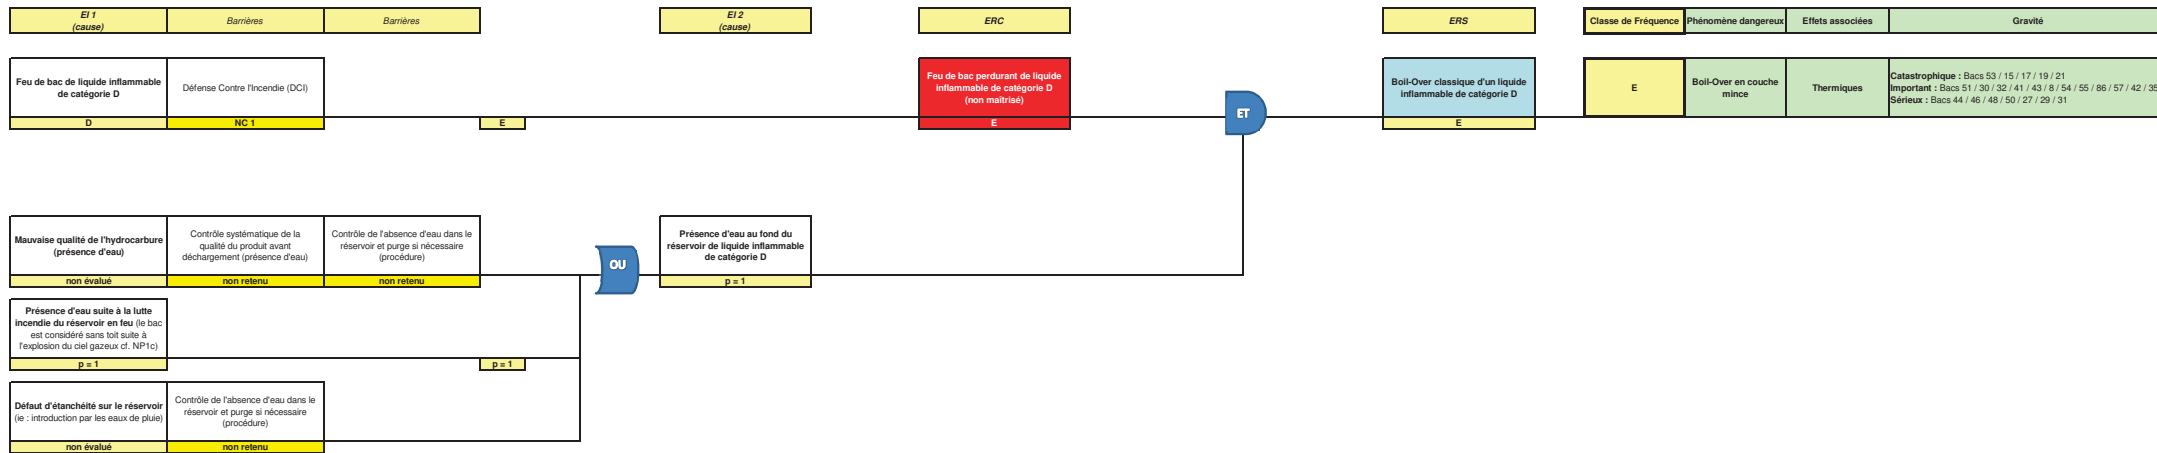 EI 1
(cause)
Barrières
Barrières
EI 2
(cause)
ERC
ERS
Classe de Fréquence
Phénomène dangereux
Effets associées
Gravité
Feu de bac de liquide inflammable
de catégorie D
D
Défense Contre l'Incendie (DCI)
NC 1
E
Feu de bac perdurant de liquide
inflammable de catégorie D
(non maîtrisé)
E
ET
Boil-Over classique d'un liquide
inflammable de catégorie D
E
E
Boil-Over en couche
mince
Thermiques
Catastrophique : Bacs 53 / 15 / 17 / 19 / 21
Important : Bacs 51 / 30 / 32 / 41 / 43 / 8 / 54 / 55 / 86 / 57 / 42 / 35
Sérieux : Bacs 44 / 46 / 48 / 50 / 27 / 29 / 31
Mauvaise qualité de l'hydrocarbure
(présence d'eau)
non évalué
Contrôle systématique de la
qualité du produit avant
déchargement (présence d'eau)
non retenu
Contrôle de l'absence d'eau dans le
réservoir et purge si nécessaire
(procédure)
non retenu
OU
Présence d'eau au fond du
réservoir de liquide inflammable
de catégorie D
p = 1
Présence d'eau suite à la lutte
incendie du réservoir en feu (le bac
est considéré sans toit suite à
l'explosion du ciel gazeux cf. NP1c)
p = 1
p = 1
Défaut d'étanchéité sur le réservoir
(ie : introduction par les eaux de pluie)
non évalué
Contrôle de l'absence d'eau dans le
réservoir et purge si nécessaire
(procédure)
non retenu